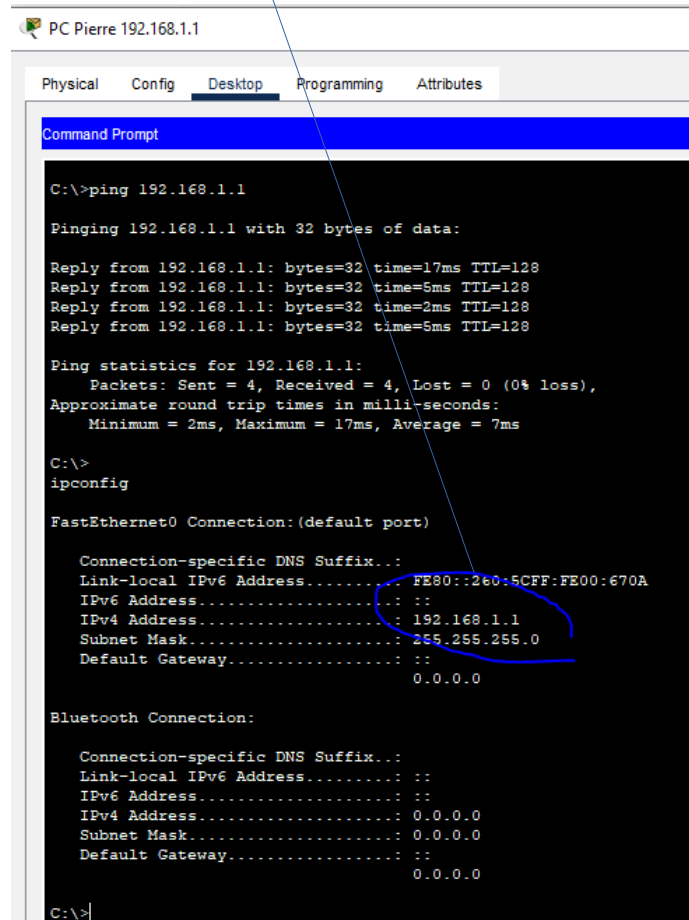 PC Pierre 192.168.1.1
Physical Config Desktop Programming Attributes
Command Prompt
C:\>ping 192.168.1.1
Pinging 192.168.1.1 with 32 bytes of data:
Reply from 192.168.1.1: bytes=32 time=17ms TTL=128
Reply from 192.168.1.1: bytes=32 time=5ms TTL=128
Reply from 192.168.1.1: bytes=32 time=2ms TTL=128
Reply from 192.168.1.1: bytes=32 time=5ms TTL=128
Ping statistics for 192.168.1.1:
Packets: Sent = 4, Received = 4, Lost = 0 (0% loss),
Approximate round trip times in milli-seconds:
Minimum = 2ms, Maximum = 17ms, Average = 7ms
C:\>
ipconfig
FastEthernet0 Connection:(default port)
Connection-specific DNS Suffix..:
Link-local IPv6 Address.........: FE80::260:5CFF:FE00:670A
IPv6 Address....................: ::
IPv4 Address....................: 192.168.1.1
Subnet Mask.....................: 255.255.255.0
Default Gateway.................: ::
0.0.0.0
Bluetooth Connection:
Connection-specific DNS Suffix..:
Link-local IPv6 Address.........: ::
IPv6 Address....................: ::
IPv4 Address....................: 0.0.0.0
Subnet Mask.....................: 0.0.0.0
Default Gateway.................: ::
0.0.0.0
C:\>